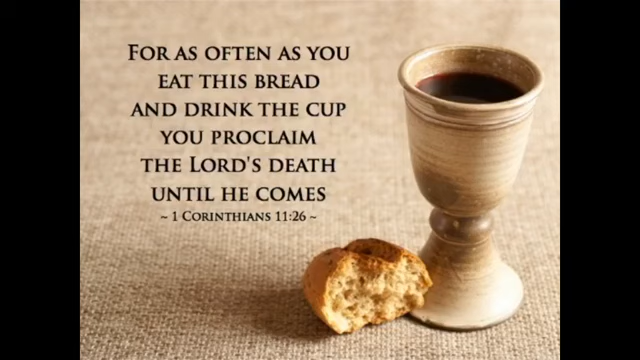 For as often as you
eat this bread
and drink the cup
you proclaim
the Lord's death
until he comes
~ 1 Corinthians 11:26 ~